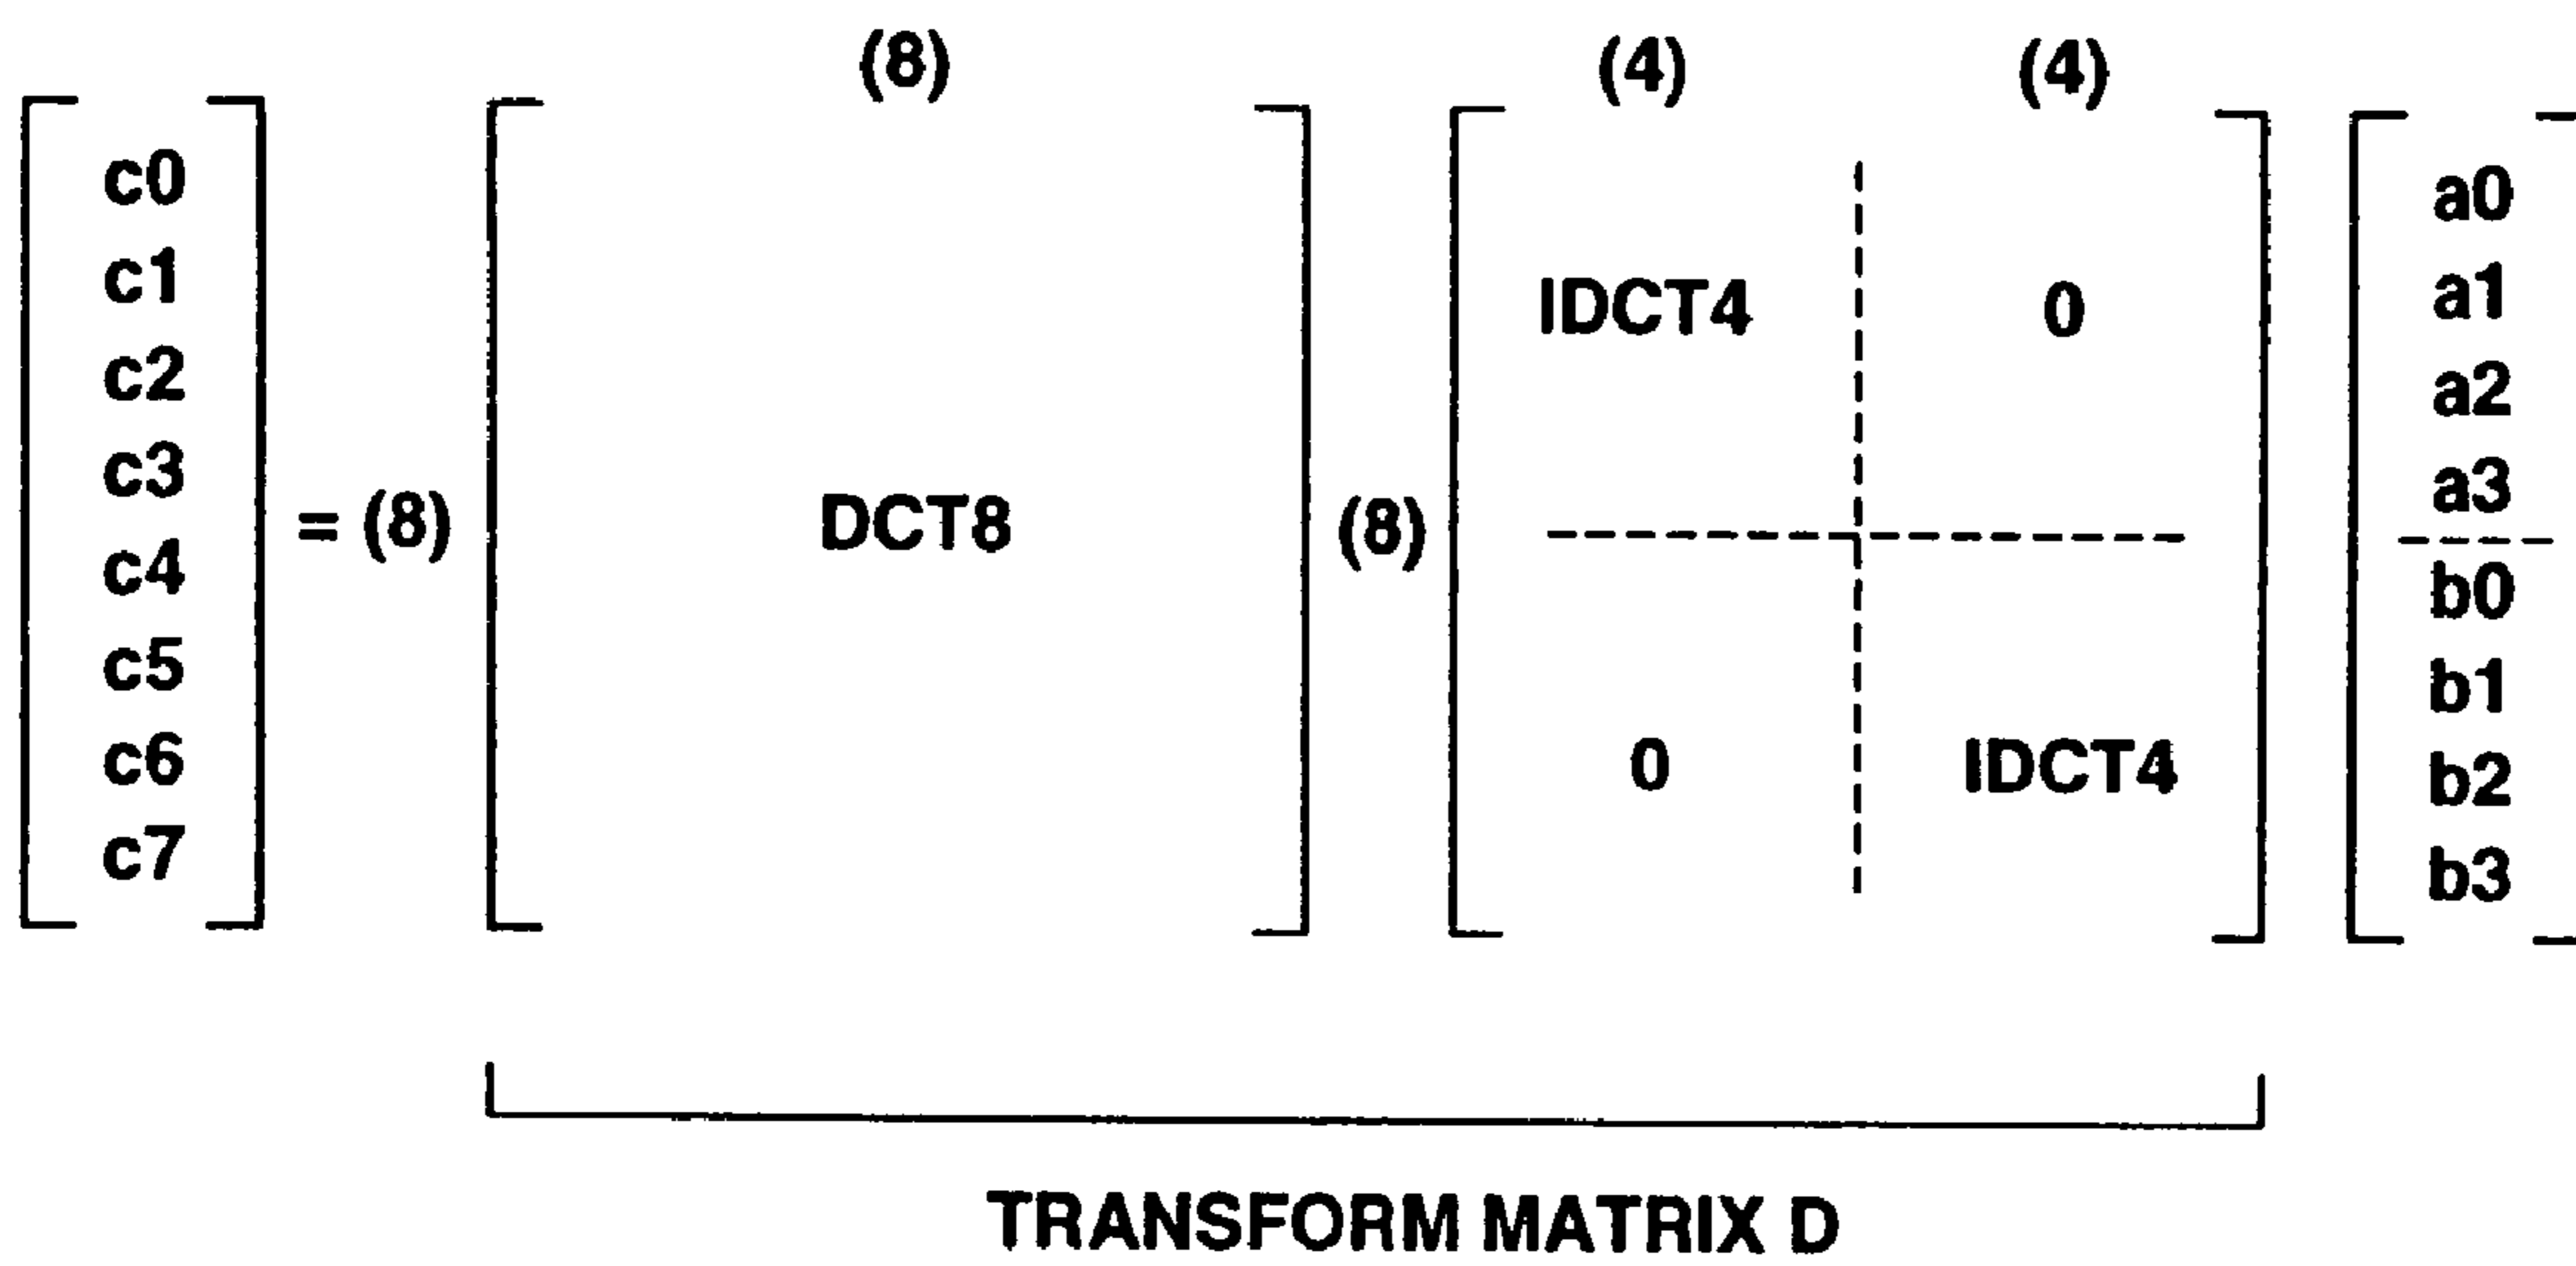 (8) (4) (4)
c0 a0
c1 IDCT4 0 a1
c2 a2
c3 a3
= (8) DCT8 (8)
c4 b0
c5 b1
c6 0 IDCT4 b2
c7 b3
TRANSFORM MATRIX D